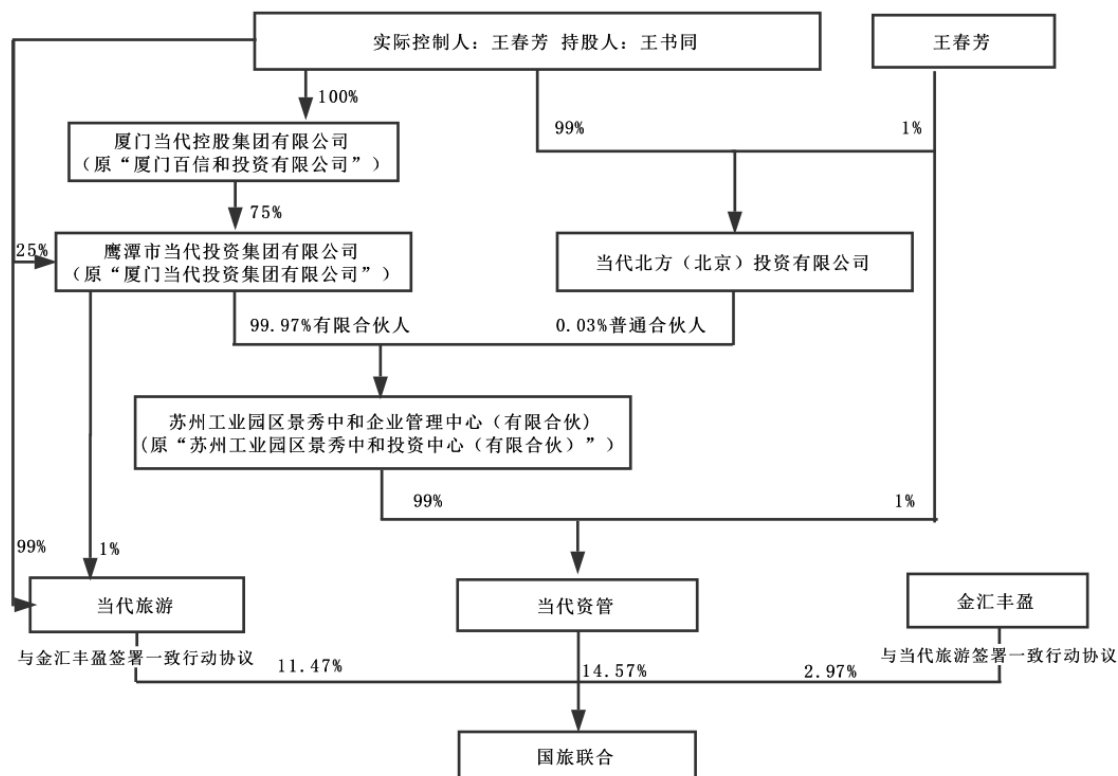 实际控制人：王春芳 持股人：王书同
王春芳
100%
99%
1%
厦门当代控股集团有限公司
（原“厦门百信和投资有限公司”）
75%
25%
鹰潭市当代投资集团有限公司
（原“厦门当代投资集团有限公司”）
当代北方（北京）投资有限公司
99.97%有限合伙人
0.03%普通合伙人
苏州工业园区景秀中和企业管理中心（有限合伙)
(原“苏州工业园区景秀中和投资中心（有限合伙）”）
99%
1%
99%
1%
当代旅游
当代资管
金汇丰盈
与金汇丰盈签署一致行动协议
与当代旅游签署一致行动协议
11.47%
14.57%
2.97%
国旅联合